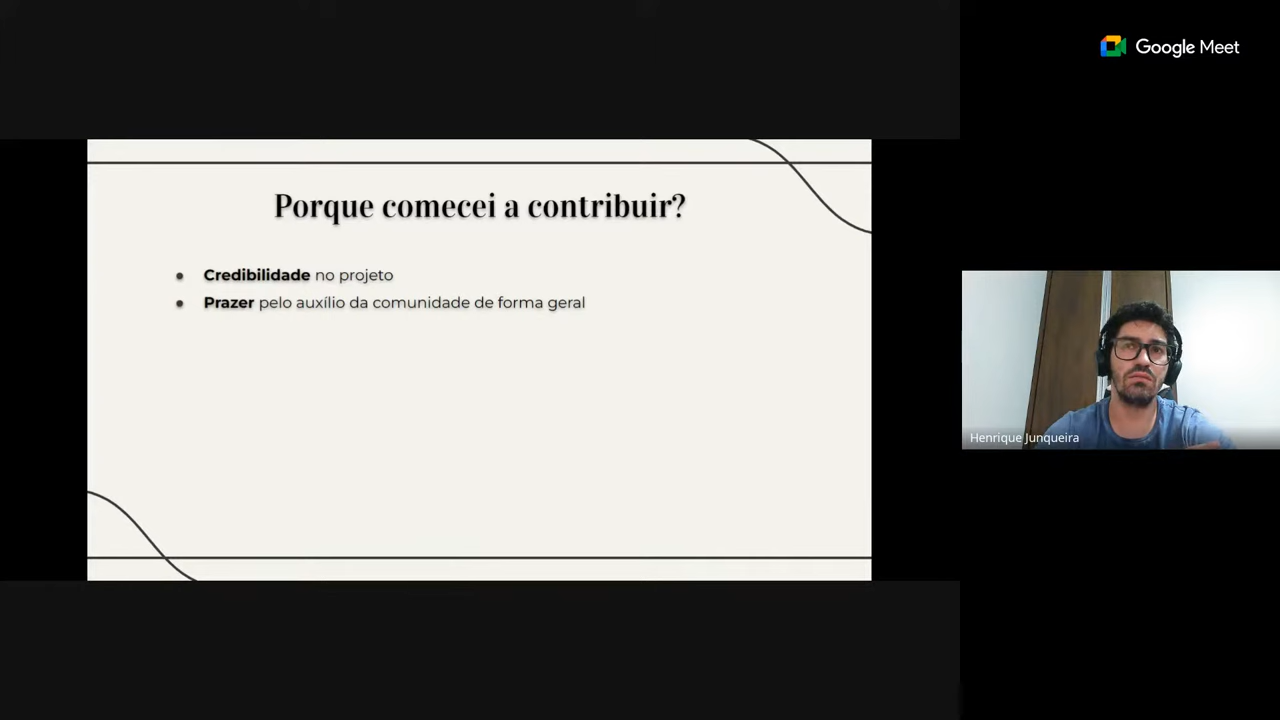 Google Meet
Porque comecei a contribuir?
Credibilidade no projeto
Prazer pelo auxílio da comunidade de forma geral
Henrique Junqueira